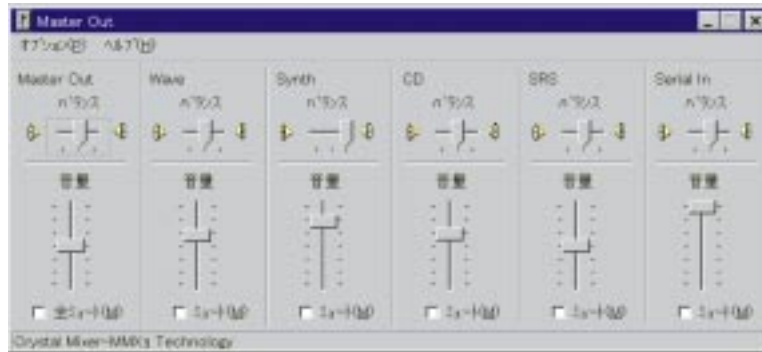 Master Out
オプション(P) ヘルプ(H)
Master Out Wave Synth CD SRS Serial In
バランス バランス バランス バランス バランス バランス
音量 音量 音量 音量 音量 音量
全ミュート(M) ミュート(M) ミュート(M) ミュート(M) ミュート(M) ミュート(M)
Crystal Mixer-MMX3 Technology